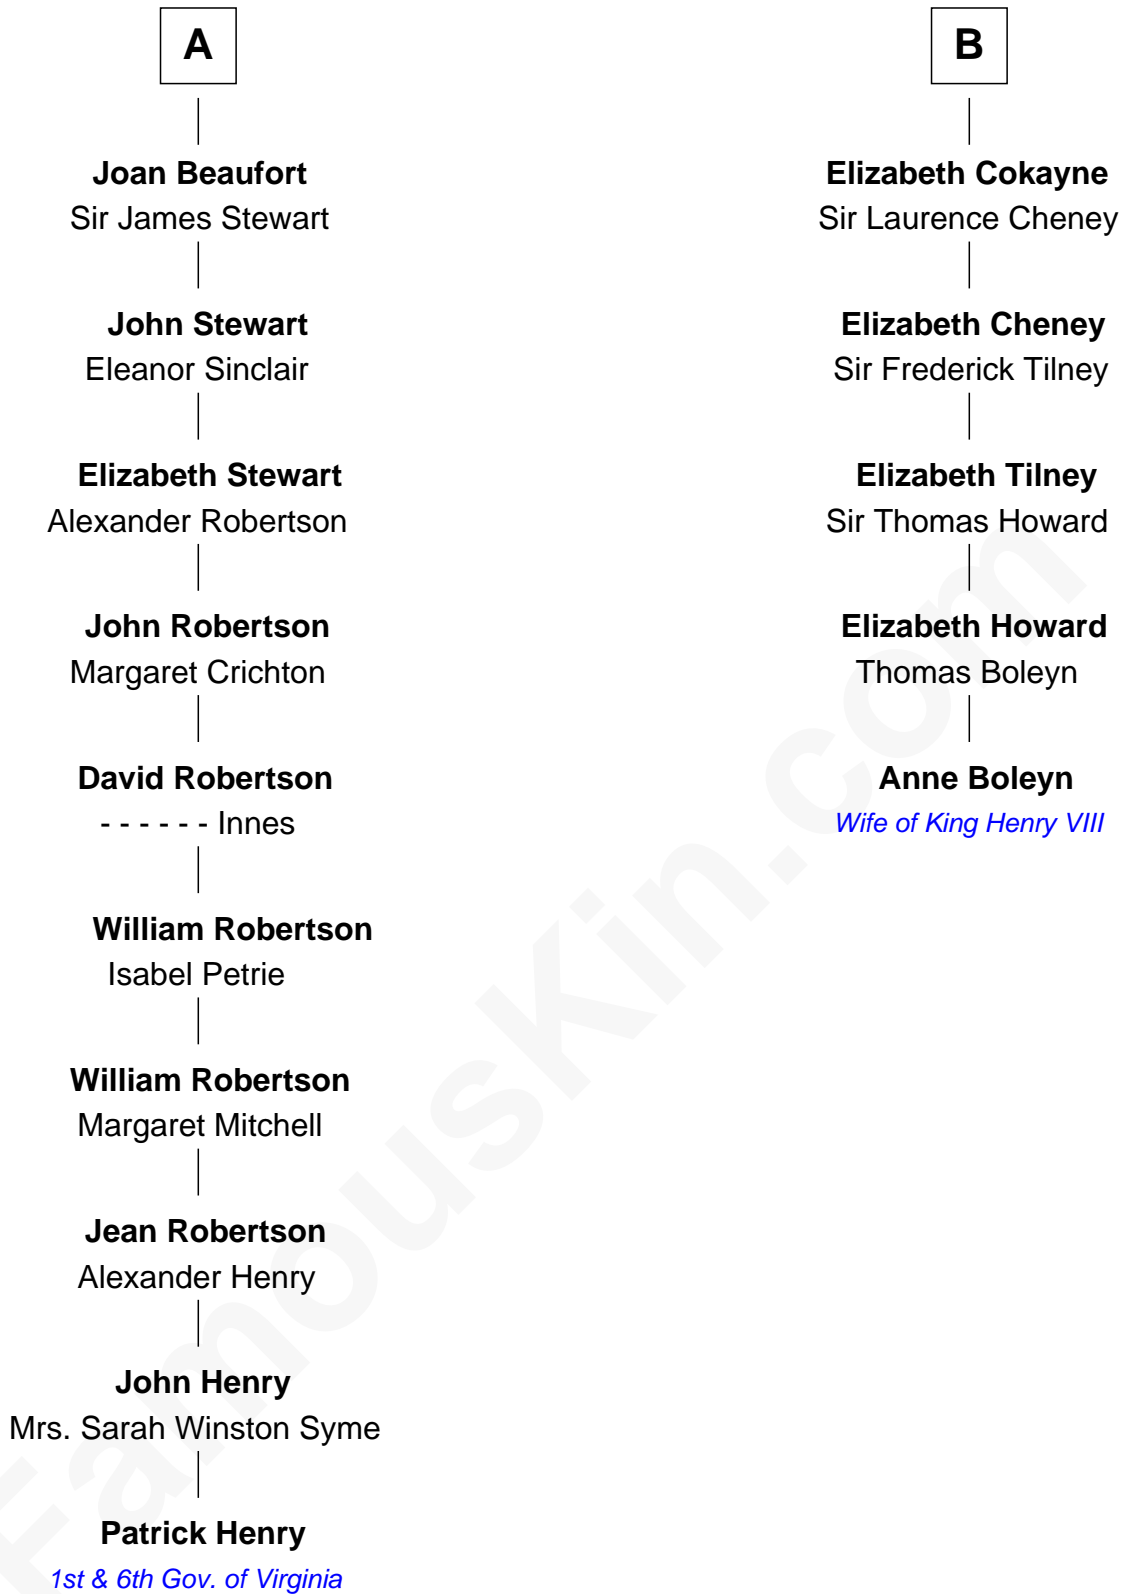 A
Joan Beaufort
Sir James Stewart
John Stewart
Eleanor Sinclair
Elizabeth Stewart
Alexander Robertson
John Robertson
Margaret Crichton
David Robertson
- - - - - - Innes
William Robertson
Isabel Petrie
William Robertson
Margaret Mitchell
Jean Robertson
Alexander Henry
John Henry
Mrs. Sarah Winston Syme
Patrick Henry
1st & 6th Gov. of Virginia
B
Elizabeth Cokayne
Sir Laurence Cheney
Elizabeth Cheney
Sir Frederick Tilney
Elizabeth Tilney
Sir Thomas Howard
Elizabeth Howard
Thomas Boleyn
Anne Boleyn
Wife of King Henry VIII
FamousKin.com